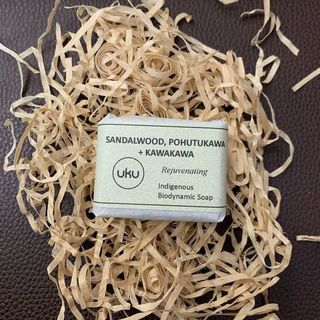 SANDALWOOD, POHUTUKAWA
+ KAWAKAWA
uku
Rejuvenating
Indigenous
Biodynamic Soap